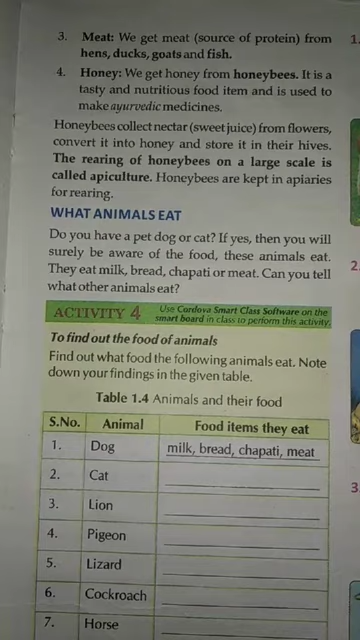 3. Meat: We get meat (source of protein) from
hens, ducks, goats and fish.
4. Honey: We get honey from honeybees. It is a
tasty and nutritious food item and is used to
make ayurvedic medicines.
Honeybees collect nectar (sweet juice) from flowers,
convert it into honey and store it in their hives.
The rearing of honeybees on a large scale is
called apiculture. Honeybees are kept in apiaries
for rearing.
WHAT ANIMALS EAT
Do you have a pet dog or cat? If yes, then you will
surely be aware of the food, these animals eat.
They eat milk, bread, chapati or meat. Can you tell
what other animals eat?
ACTIVITY 4
Use Cordova Smart Class Software on the
smart board in class to perform this activity.
To find out the food of animals
Find out what food the following animals eat. Note
down your findings in the given table.
Table 1.4 Animals and their food
S.No. Animal Food items they eat
1. Dog milk, bread, chapati, meat
2. Cat
3. Lion
4. Pigeon
5. Lizard
6. Cockroach
7. Horse
1.
2.
3.